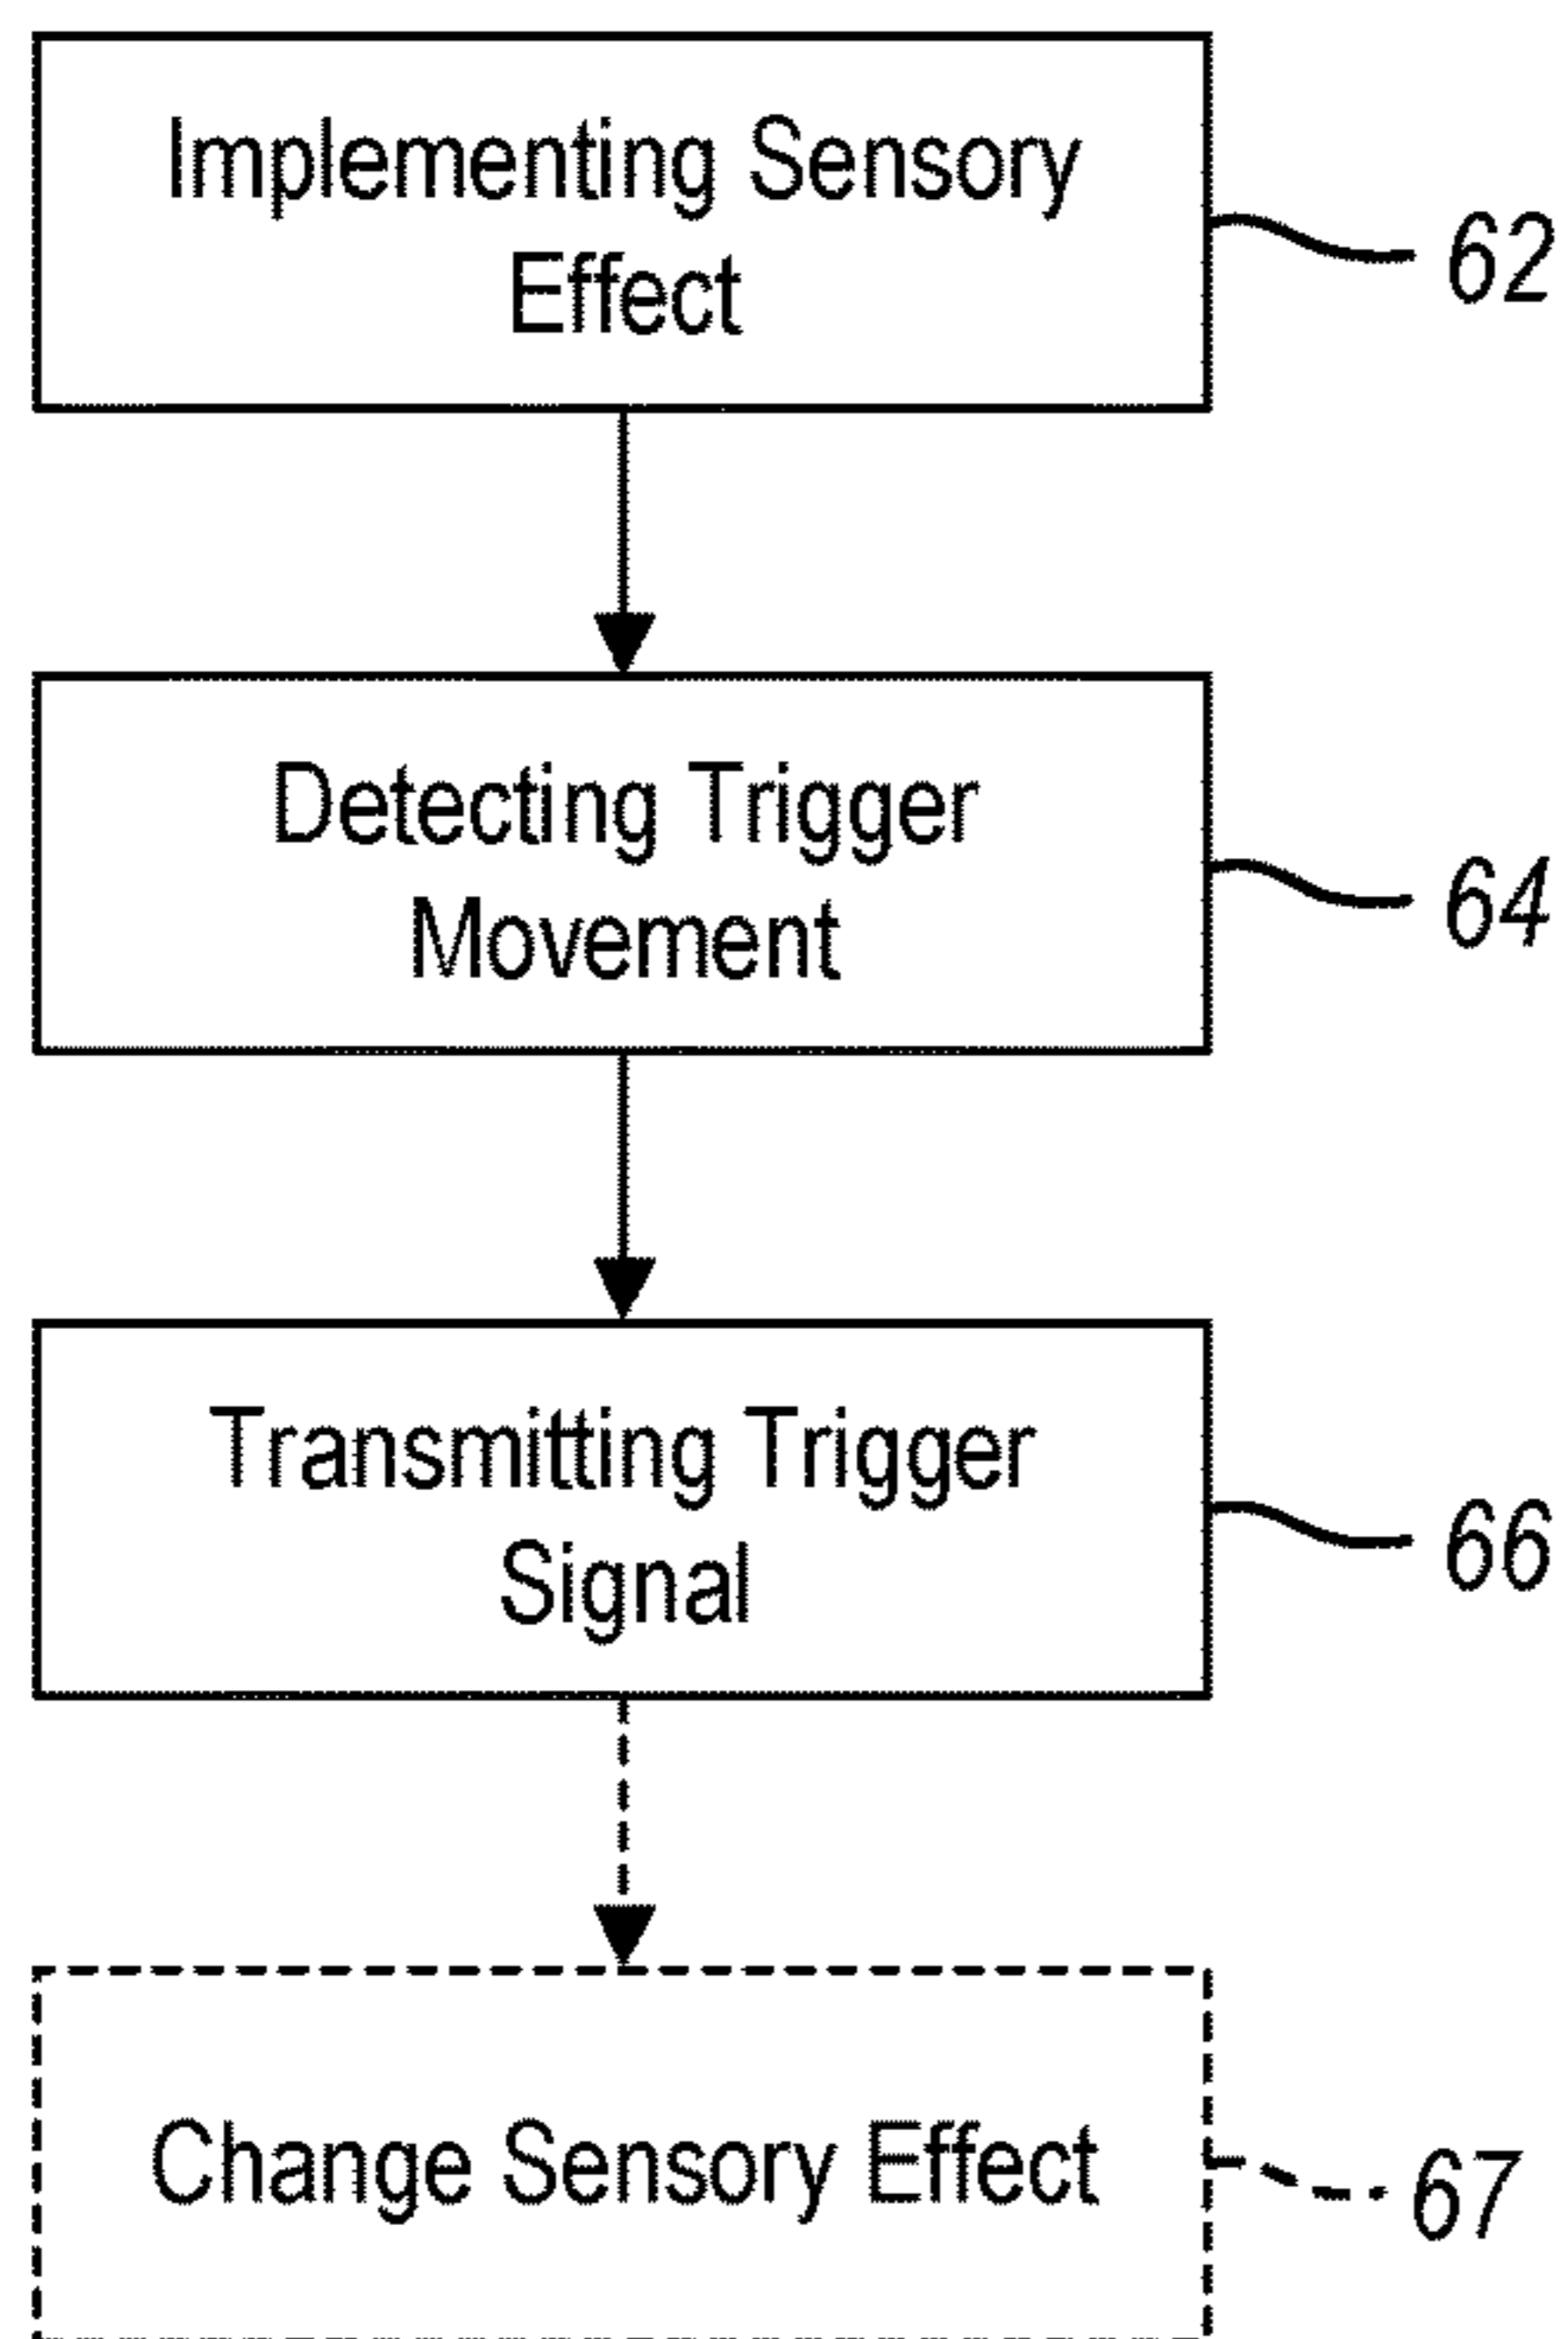 Implementing Sensory
Effect
62
Detecting Trigger
Movement
64
Transmitting Trigger
Signal
66
Change Sensory Effect
67